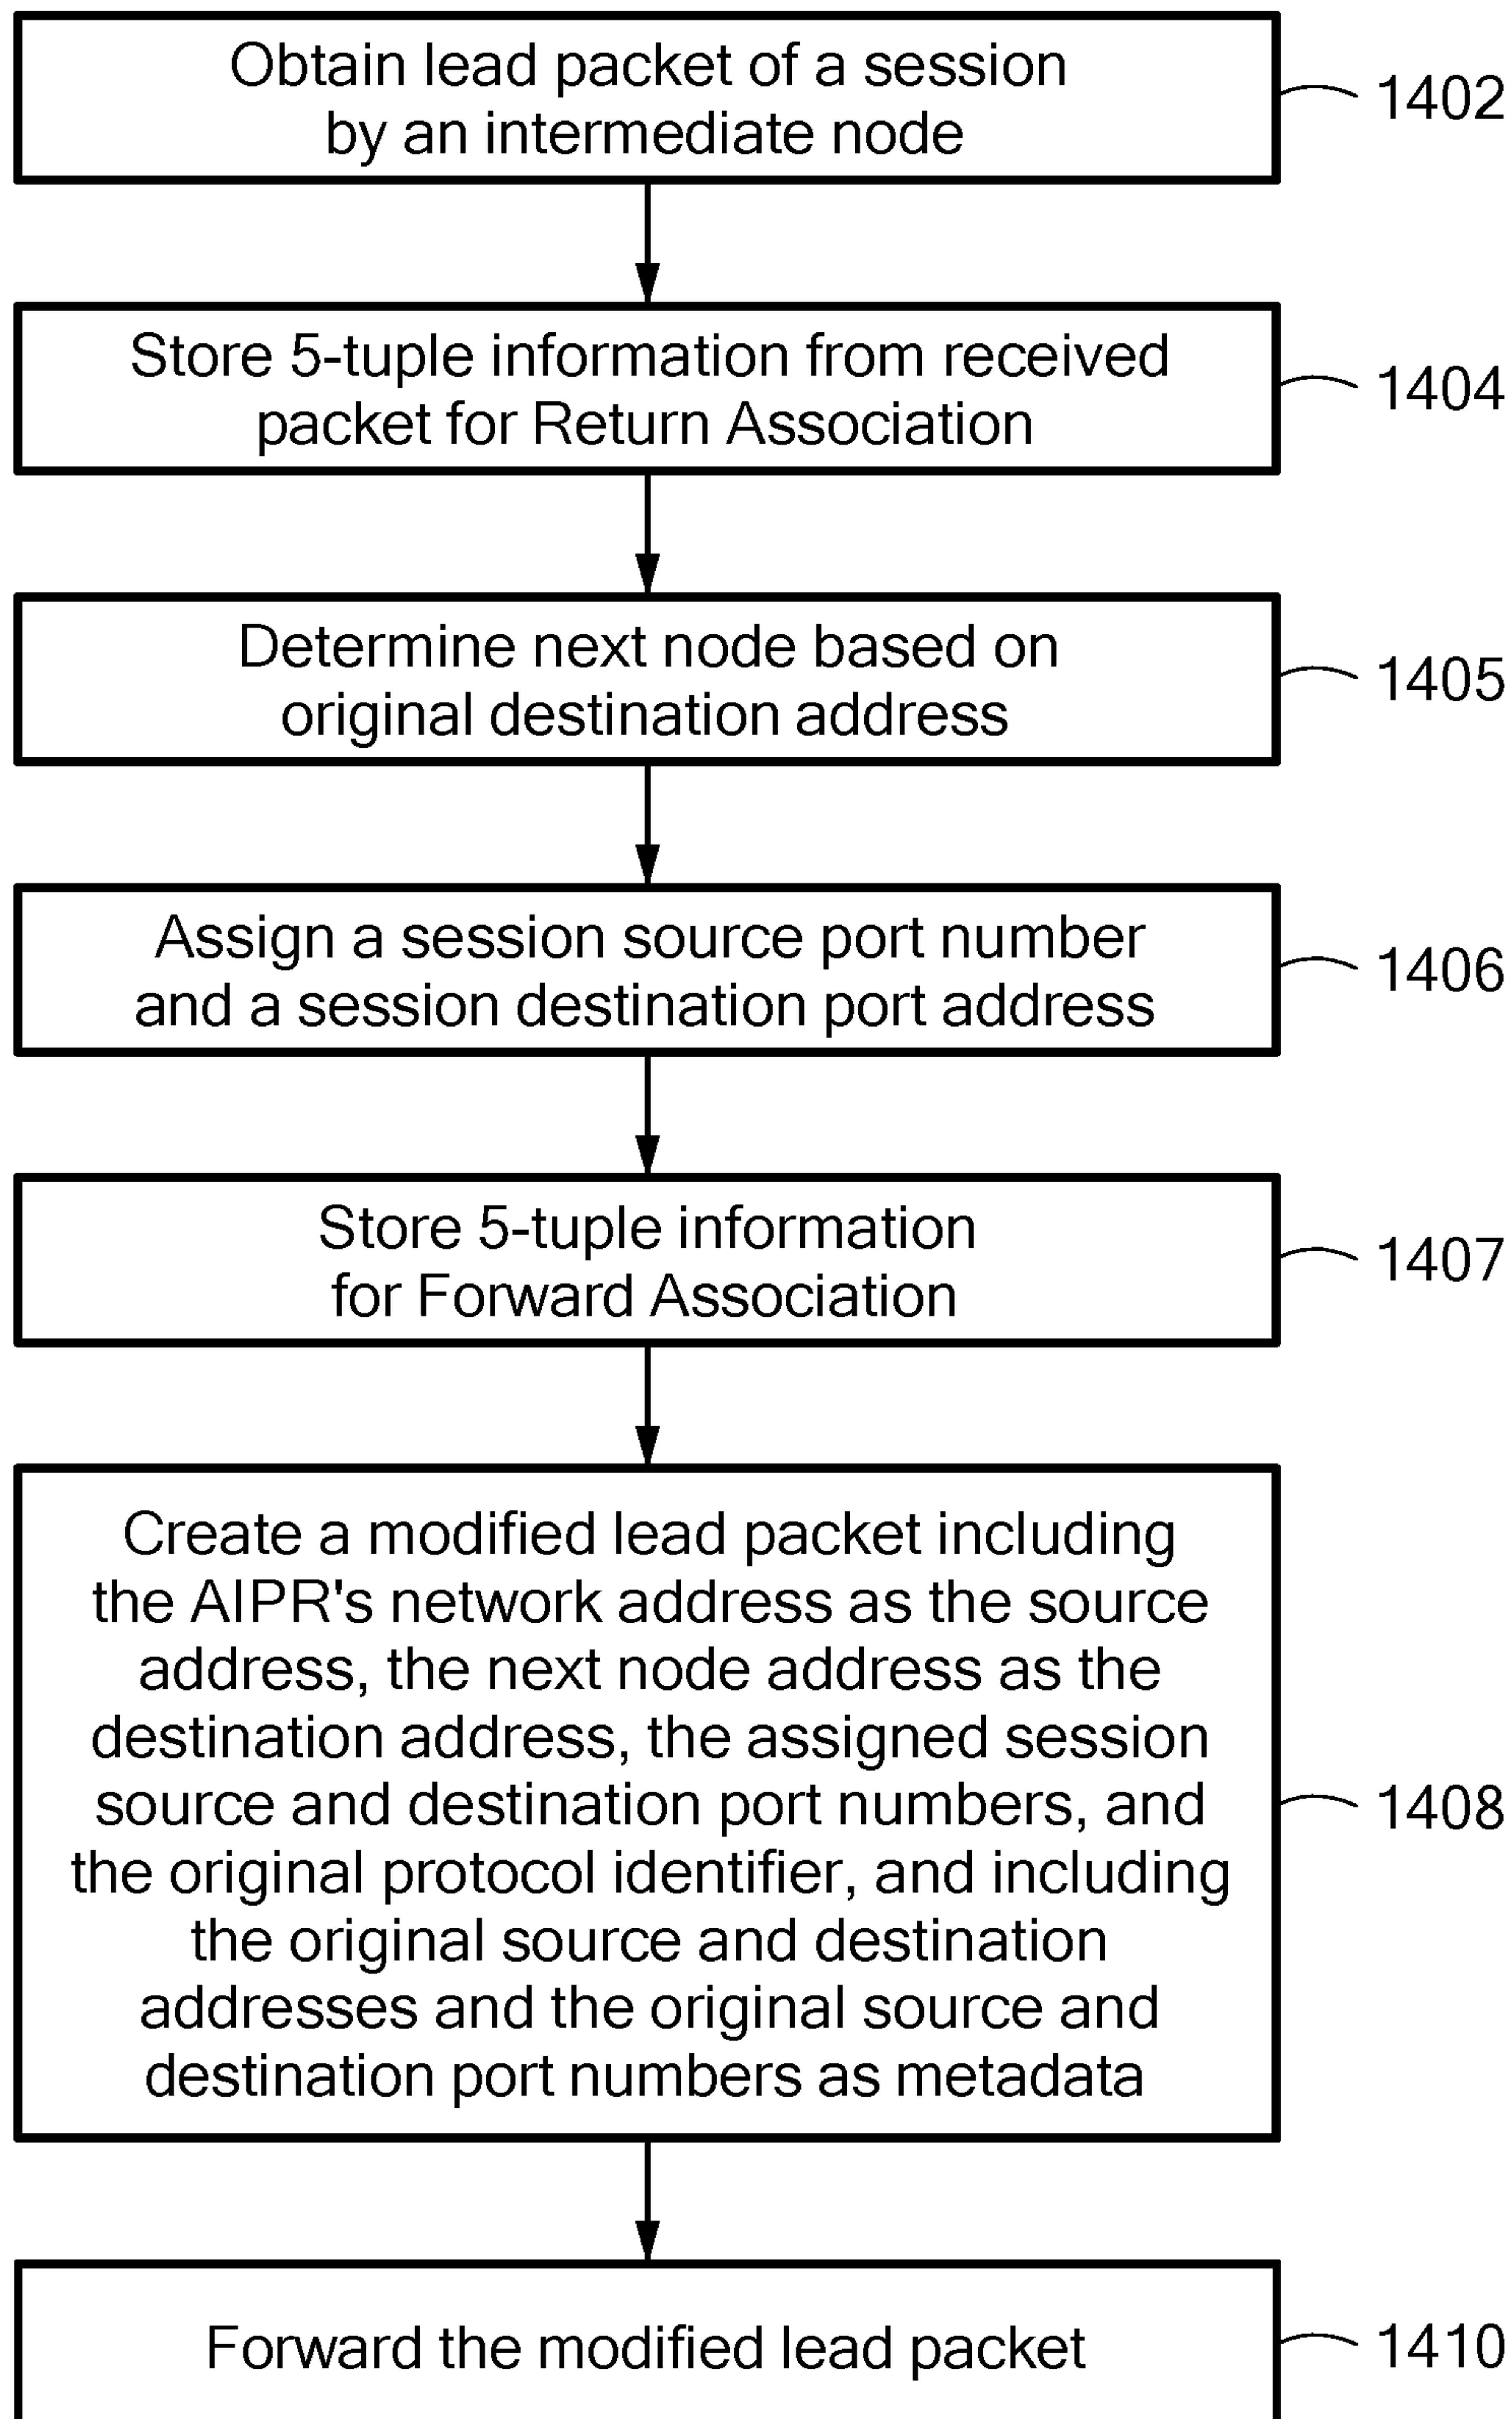 Obtain lead packet of a session
by an intermediate node
1402
Store 5-tuple information from received
packet for Return Association
1404
Determine next node based on
original destination address
1405
Assign a session source port number
and a session destination port address
1406
Store 5-tuple information
for Forward Association
1407
Create a modified lead packet including
the AIPR's network address as the source
address, the next node address as the
destination address, the assigned session
source and destination port numbers, and
the original protocol identifier, and including
the original source and destination
addresses and the original source and
destination port numbers as metadata
1408
Forward the modified lead packet
1410